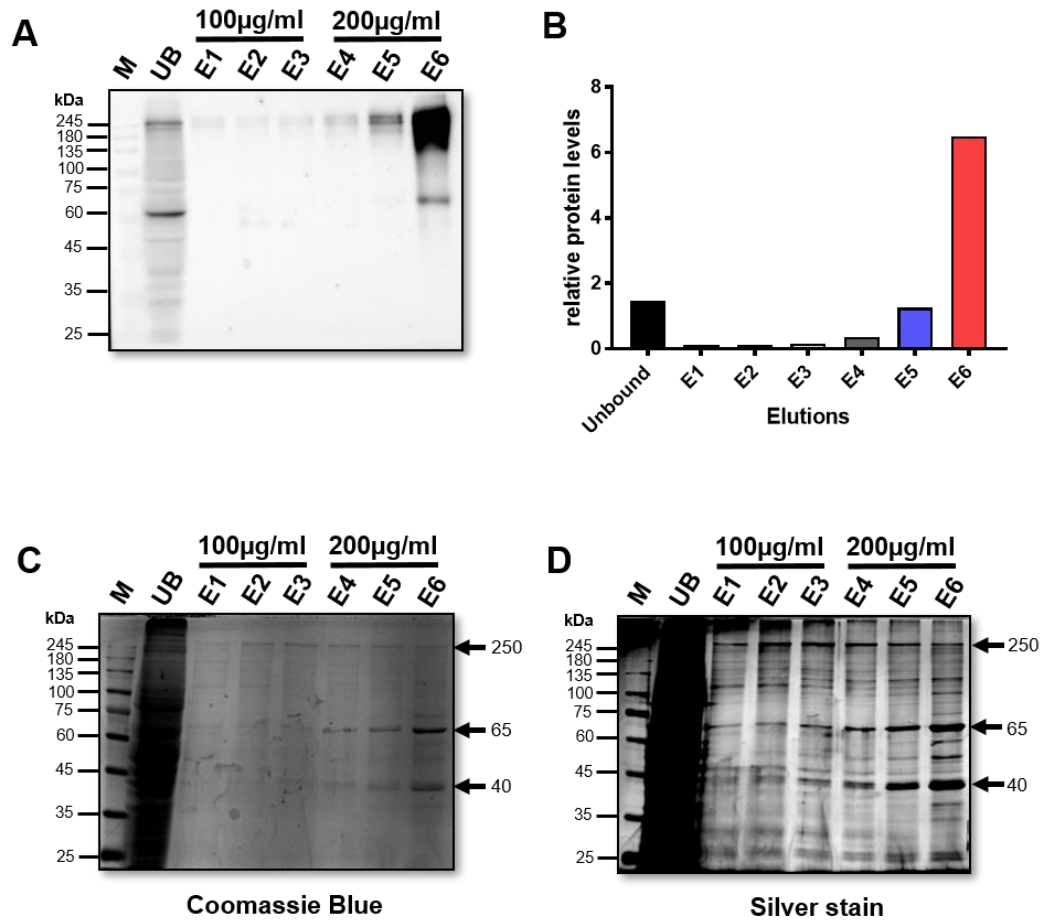 A
100µg/ml 200µg/ml
M UB E1 E2 E3 E4 E5 E6
kDa
245
180
135
100
75
60
45
35
25
B
relative protein levels
8
6
4
2
0
Unbound E1 E2 E3 E4 E5 E6
Elutions
C
100µg/ml 200µg/ml
M UB E1 E2 E3 E4 E5 E6
kDa
245
180
135
100
75
60
45
35
25
250
65
40
Coomassie Blue
D
100µg/ml 200µg/ml
M UB E1 E2 E3 E4 E5 E6
kDa
245
180
135
100
75
60
45
35
25
250
65
40
Silver stain